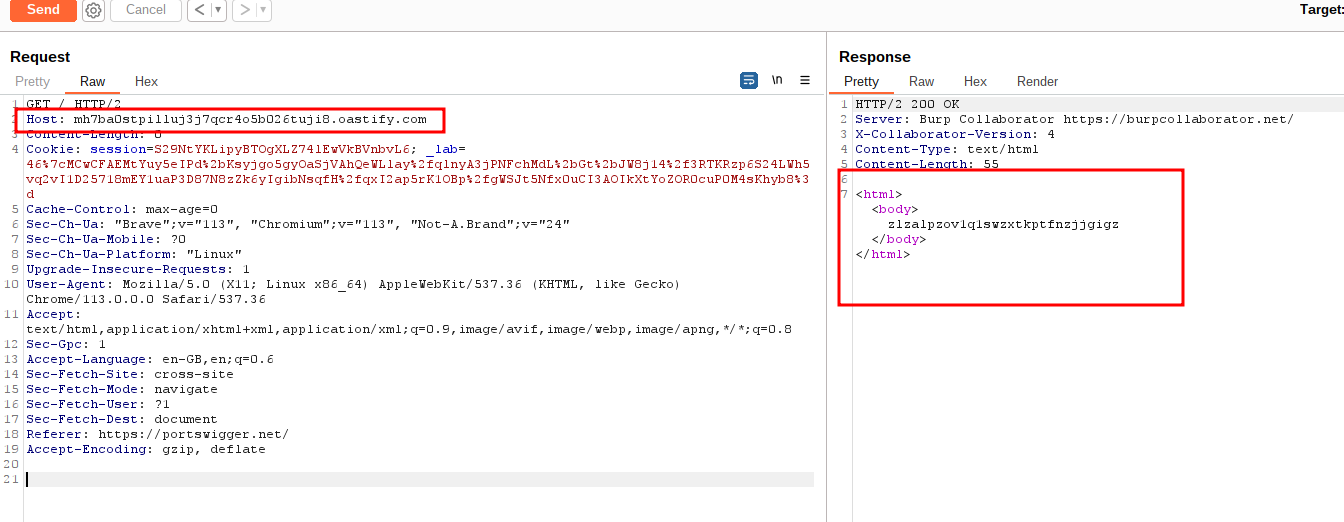 Send Cancel < > Target:
Request
Pretty Raw Hex \n
1 GET / HTTP/2
2 Host: mh7ba0stpilluj3j7qcr4o5b026tuji8.oastify.com
3 Content-Length: 0
4 Cookie: session=S29NtYKLipyBTOgXLZ74lEwVkBVnbvL6; _lab=
46%7cMCwCFAEMtYuy5eIPd%2bKsyjgo5gyOaSjVAhQeWLlay%2fqlnyA3jPNFchMdL%2bGt%2bJW8j14%2f3RTKRzp6S24LWh5
vq2vI1D25718mEY1uaP3D87N8zZk6yIgibNsqfH%2fqxI2ap5rKlOBp%2fgWSJt5Nfx0uCI3AOIkXtYoZOR0cuP0M4sKhyb8%3
d
5 Cache-Control: max-age=0
6 Sec-Ch-Ua: "Brave";v="113", "Chromium";v="113", "Not-A.Brand";v="24"
7 Sec-Ch-Ua-Mobile: ?0
8 Sec-Ch-Ua-Platform: "Linux"
9 Upgrade-Insecure-Requests: 1
10 User-Agent: Mozilla/5.0 (X11; Linux x86_64) AppleWebKit/537.36 (KHTML, like Gecko)
Chrome/113.0.0.0 Safari/537.36
11 Accept:
text/html,application/xhtml+xml,application/xml;q=0.9,image/avif,image/webp,image/apng,*/*;q=0.8
12 Sec-Gpc: 1
13 Accept-Language: en-GB,en;q=0.6
14 Sec-Fetch-Site: cross-site
15 Sec-Fetch-Mode: navigate
16 Sec-Fetch-User: ?1
17 Sec-Fetch-Dest: document
18 Referer: https://portswigger.net/
19 Accept-Encoding: gzip, deflate
20
21
Response
Pretty Raw Hex Render
1 HTTP/2 200 OK
2 Server: Burp Collaborator https://burpcollaborator.net/
3 X-Collaborator-Version: 4
4 Content-Type: text/html
5 Content-Length: 55
6
7 <html>
<body>
zlzalpzov1qlswzxtkptfnzjjgigz
</body>
</html>